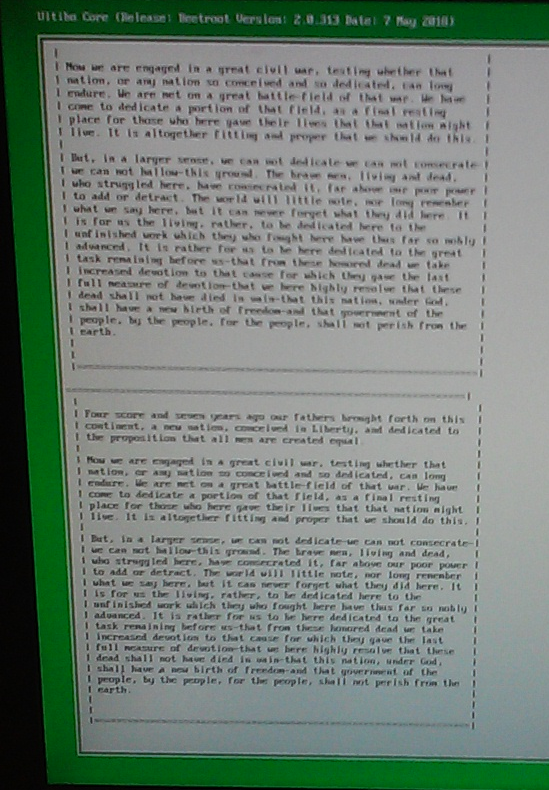 Ultibo Core (Release: Beetroot Version: 2.0.313 Date: 7 May 2018)
Now we are engaged in a great civil war, testing whether that
nation, or any nation so conceived and so dedicated, can long
endure. We are met on a great battle-field of that war. We have
come to dedicate a portion of that field, as a final resting
place for those who here gave their lives that that nation might
live. It is altogether fitting and proper that we should do this.
But, in a larger sense, we can not dedicate-we can not consecrate-
we can not hallow-this ground. The brave men, living and dead,
who struggled here, have consecrated it, far above our poor power
to add or detract. The world will little note, nor long remember
what we say here, but it can never forget what they did here. It
is for us the living, rather, to be dedicated here to the
unfinished work which they who fought here have thus far so nobly
advanced. It is rather for us to be here dedicated to the great
task remaining before us-that from these honored dead we take
increased devotion to that cause for which they gave the last
full measure of devotion-that we here highly resolve that these
dead shall not have died in vain-that this nation, under God,
shall have a new birth of freedom-and that government of the
people, by the people, for the people, shall not perish from the
earth.
Four score and seven years ago our fathers brought forth on this
continent, a new nation, conceived in Liberty, and dedicated to
the proposition that all men are created equal.
Now we are engaged in a great civil war, testing whether that
nation, or any nation so conceived and so dedicated, can long
endure. We are met on a great battle-field of that war. We have
come to dedicate a portion of that field, as a final resting
place for those who here gave their lives that that nation might
live. It is altogether fitting and proper that we should do this.
But, in a larger sense, we can not dedicate-we can not consecrate-
we can not hallow-this ground. The brave men, living and dead,
who struggled here, have consecrated it, far above our poor power
to add or detract. The world will little note, nor long remember
what we say here, but it can never forget what they did here. It
is for us the living, rather, to be dedicated here to the
unfinished work which they who fought here have thus far so nobly
advanced. It is rather for us to be here dedicated to the great
task remaining before us-that from these honored dead we take
increased devotion to that cause for which they gave the last
full measure of devotion-that we here highly resolve that these
dead shall not have died in vain-that this nation, under God,
shall have a new birth of freedom-and that government of the
people, by the people, for the people, shall not perish from the
earth.